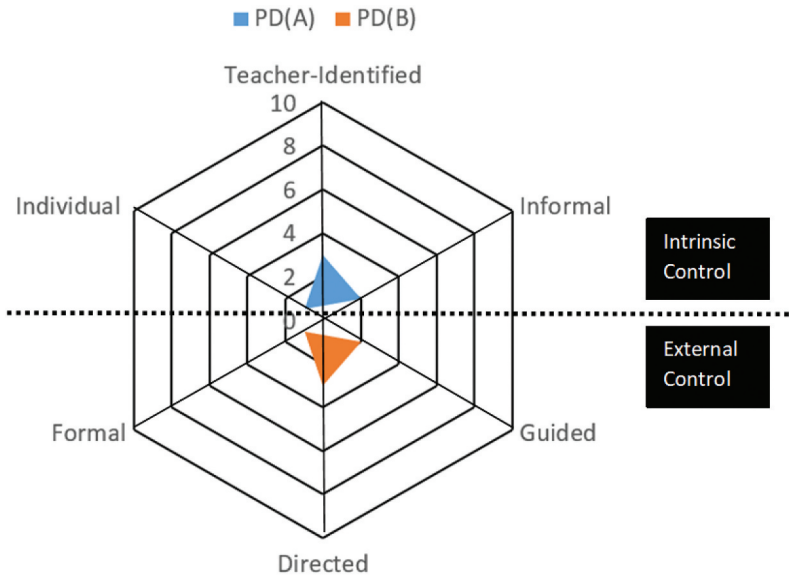 PD(A) PD(B)
Teacher-Identified
10
8
6
4
2
0
Individual
Informal
Intrinsic
Control
External
Control
Formal
Guided
Directed